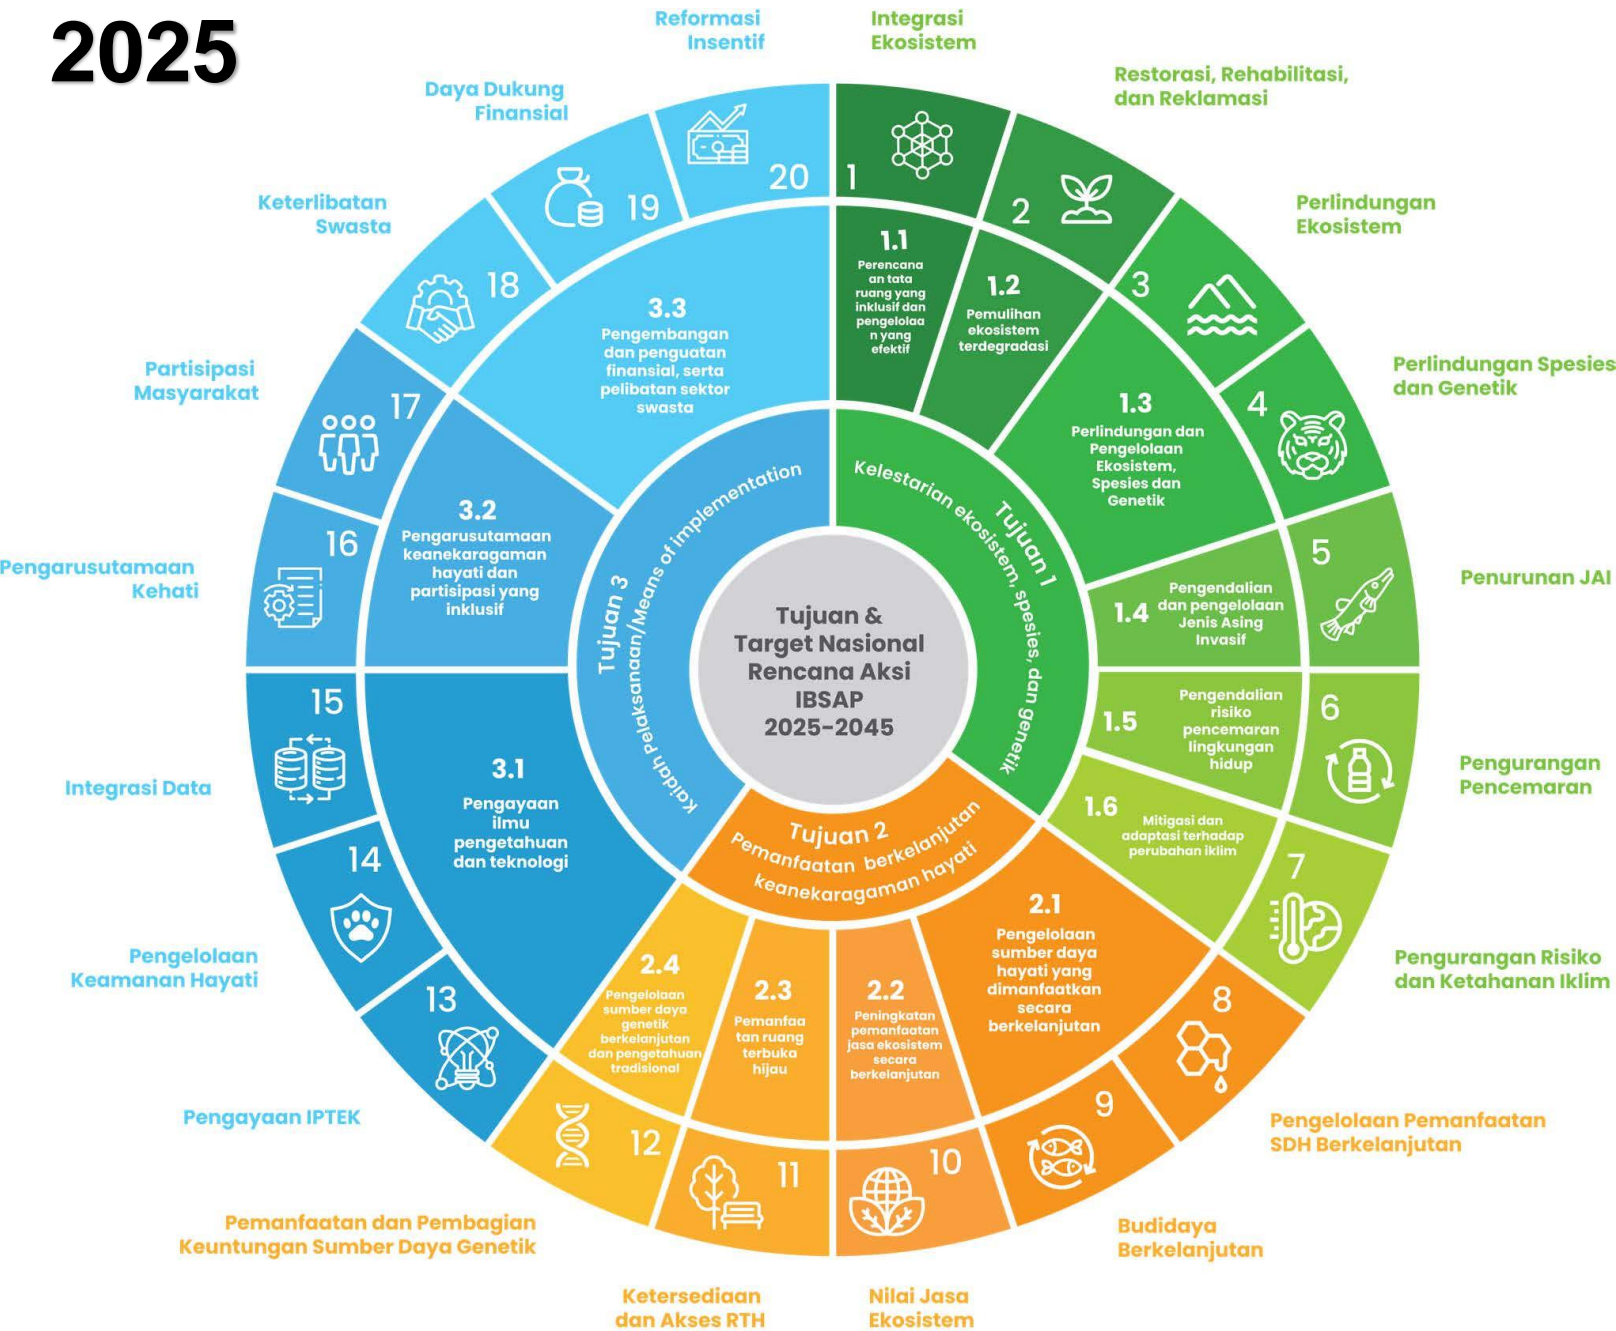 2025
Reformasi
Insentif
Integrasi
Ekosistem
Restorasi, Rehabilitasi,
dan Reklamasi
Perlindungan
Ekosistem
Perlindungan Spesies
dan Genetik
Penurunan JAI
Pengurangan
Pencemaran
Pengurangan Risiko
dan Ketahanan Iklim
Pengelolaan Pemanfaatan
SDH Berkelanjutan
Budidaya
Berkelanjutan
Nilai Jasa
Ekosistem
Ketersediaan
dan Akses RTH
Pemanfaatan dan Pembagian
Keuntungan Sumber Daya Genetik
Pengayaan IPTEK
Pengelolaan
Keamanan Hayati
Integrasi Data
Pengarusutamaan
Kehati
Partisipasi
Masyarakat
Keterlibatan
Swasta
Daya Dukung
Finansial
1
2
3
4
5
6
7
8
9
10
11
12
13
14
15
16
17
18
19
20
1.1
Perencana
an tata
ruang yang
inklusif dan
pengelolaa
n yang
efektif
1.2
Pemulihan
ekosistem
terdegradasi
1.3
Perlindungan dan
Pengelolaan
Ekosistem,
Spesies dan
Genetik
1.4
Pengendalian
dan pengelolaan
Jenis Asing
Invasif
1.5
Pengendalian
risiko
pencemaran
lingkungan
hidup
1.6
Mitigasi dan
adaptasi terhadap
perubahan iklim
2.1
Pengelolaan
sumber daya
hayati yang
dimanfaatkan
secara
berkelanjutan
2.2
Peningkatan
pemanfaatan
jasa ekosistem
secara
berkelanjutan
2.3
Pemanfaa
tan ruang
terbuka
hijau
2.4
Pengelolaan
sumber daya
genetik
berkelanjutan
dan pengetahuan
tradisional
3.1
Pengayaan
ilmu
pengetahuan
dan teknologi
3.2
Pengarusutamaan
keanekaragaman
hayati dan
partisipasi yang
inklusif
3.3
Pengembangan
dan penguatan
finansial, serta
pelibatan sektor
swasta
Tujuan 1
Kelestarian ekosistem, spesies, dan genetik
Tujuan 2
Pemanfaatan berkelanjutan
keanekaragaman hayati
Tujuan 3
Kaidah Pelaksanaan/Means of implementation
Tujuan &
Target Nasional
Rencana Aksi
IBSAP
2025-2045